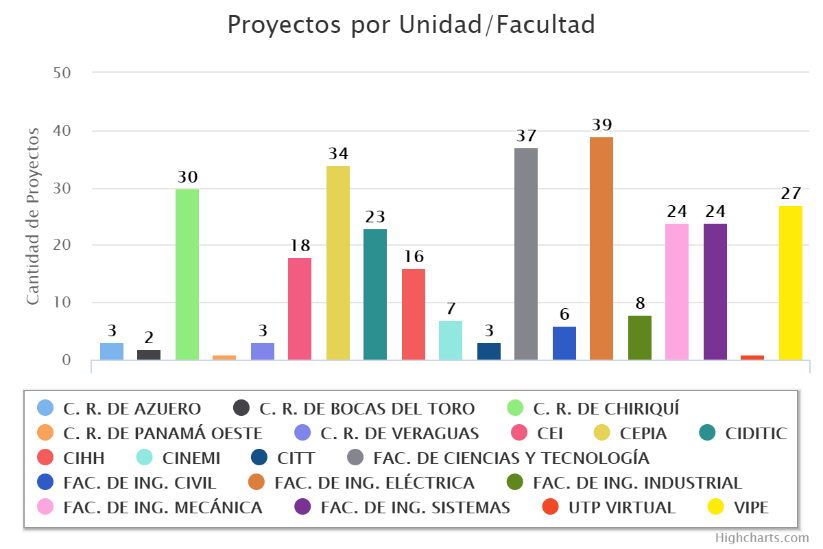 Proyectos por Unidad/Facultad
Cantidad de Proyectos
50
40
30
20
10
0
3
2
30
3
18
34
23
16
7
3
37
6
39
8
24
24
27
C. R. DE AZUERO C. R. DE BOCAS DEL TORO C. R. DE CHIRIQUÍ
C. R. DE PANAMÁ OESTE C. R. DE VERAGUAS CEI CEPIA CIDITIC
CIHH CINEMI CITT FAC. DE CIENCIAS Y TECNOLOGÍA
FAC. DE ING. CIVIL FAC. DE ING. ELÉCTRICA FAC. DE ING. INDUSTRIAL
FAC. DE ING. MECÁNICA FAC. DE ING. SISTEMAS UTP VIRTUAL VIPE
Highcharts.com